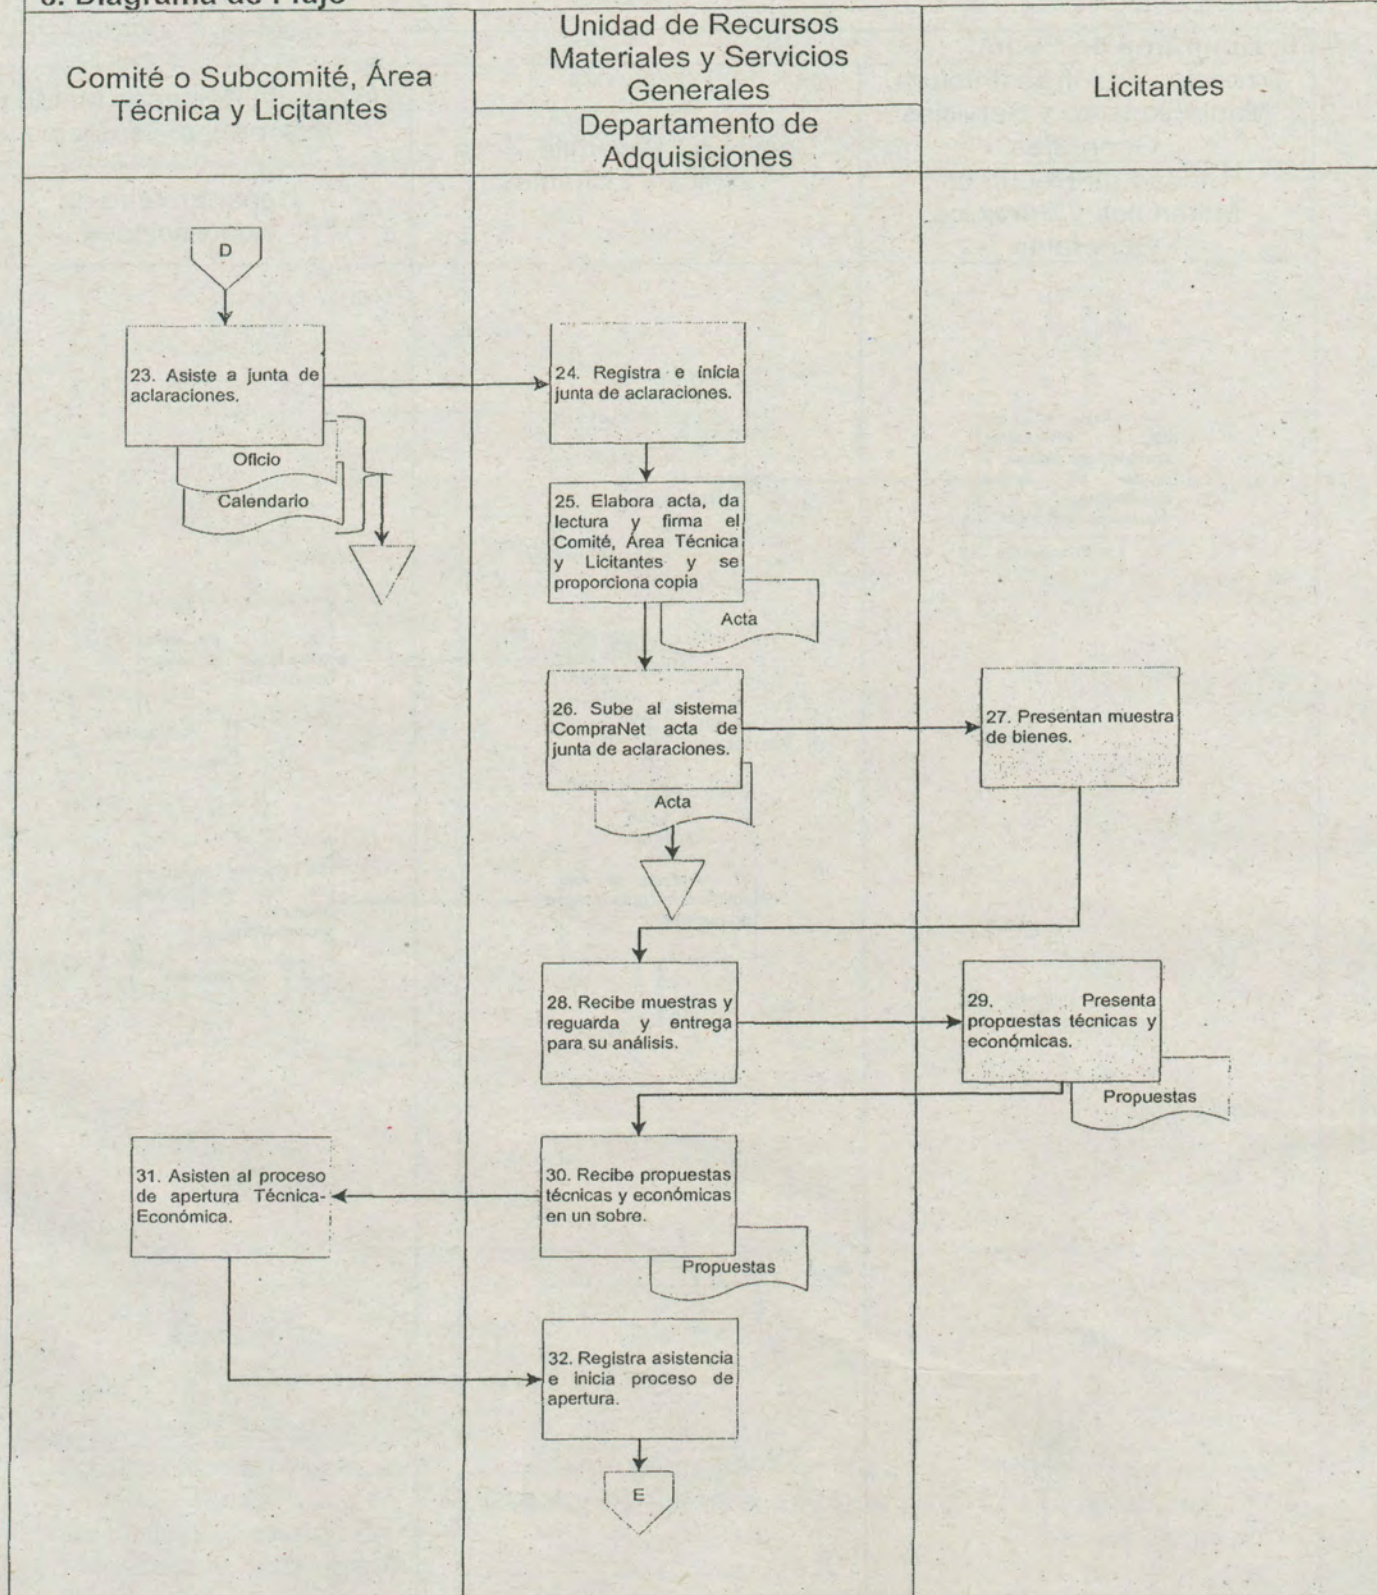 Diagrama de Flujo
Comité o Subcomité, Área
Técnica y Licitantes
Unidad de Recursos
Materiales y Servicios
Generales
Departamento de
Adquisiciones
Licitantes
D
23. Asiste a junta de
aclaraciones.
Oficio
Calendario
24. Registra e inicia
junta de aclaraciones.
25. Elabora acta, da
lectura y firma el
Comité, Área Técnica
y Licitantes y se
proporciona copia
Acta
26. Sube al sistema
CompraNet acta de
junta de aclaraciones.
Acta
27. Presentan muestra
de bienes.
28. Recibe muestras y
reguarda y entrega
para su análisis.
29. Presenta
propuestas técnicas y
económicas.
Propuestas
30. Recibe propuestas
técnicas y económicas
en un sobre.
Propuestas
31. Asisten al proceso
de apertura Técnica-
Económica.
32. Registra asistencia
e inicia proceso de
apertura.
E